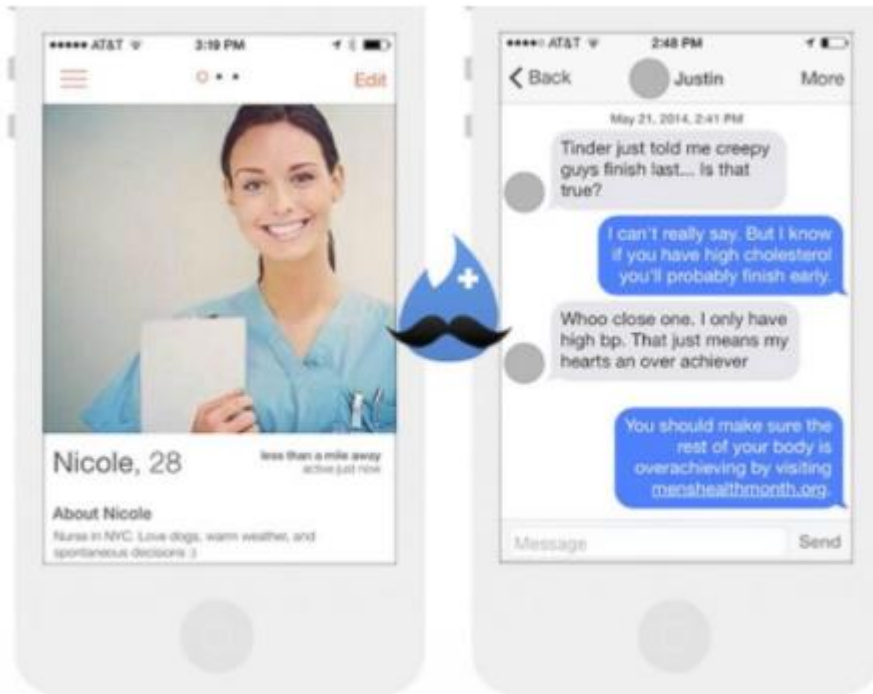 AT&T 3:19 PM
Edit
Nicole, 28
less than a mile away
active just now
About Nicole
Nurse in NYC. Love dogs, warm weather, and
spontaneous decisions :)
AT&T 2:48 PM
Back Justin More
May 21, 2014, 2:41 PM
Tinder just told me creepy
guys finish last... Is that
true?
I can't really say. But I know
if you have high cholesterol
you'll probably finish early.
Whoo close one. I only have
high bp. That just means my
hearts an over achiever
You should make sure the
rest of your body is
overachieving by visiting
menshealthmonth.org.
Message Send